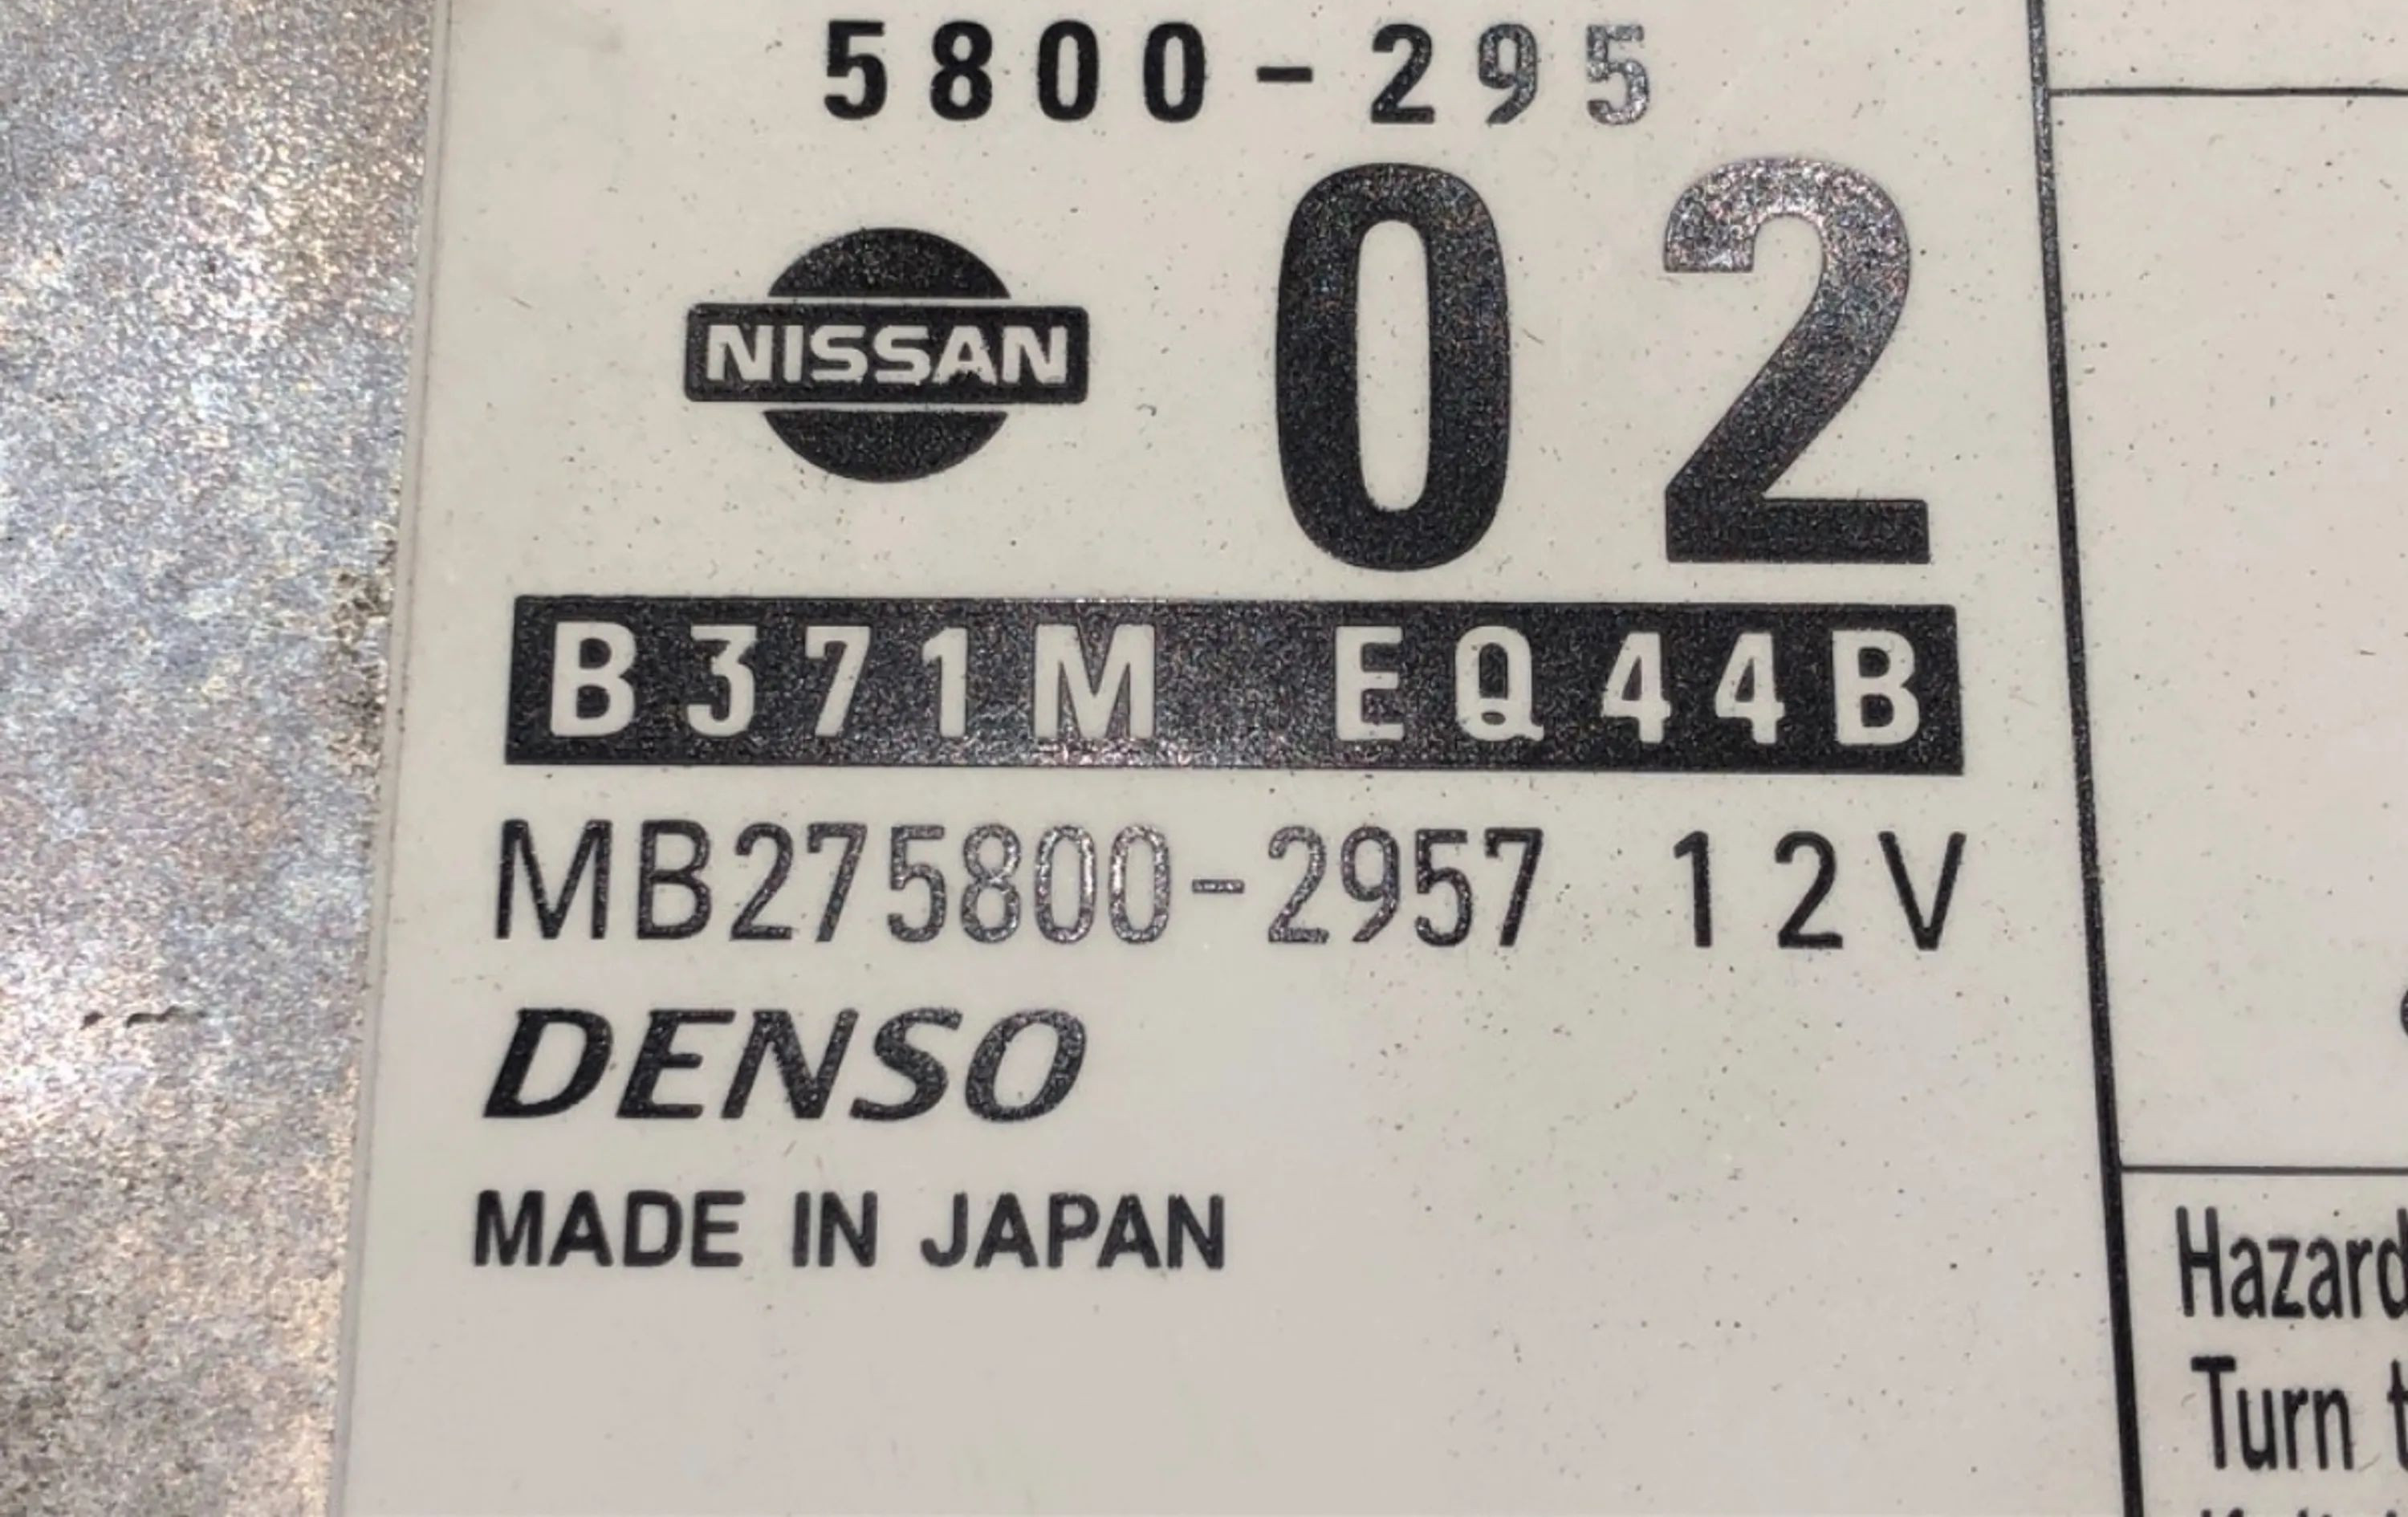 5800-295
NISSAN
02
B371M EQ44B
MB275800-2957 12V
DENSO
MADE IN JAPAN
Hazard
Turn